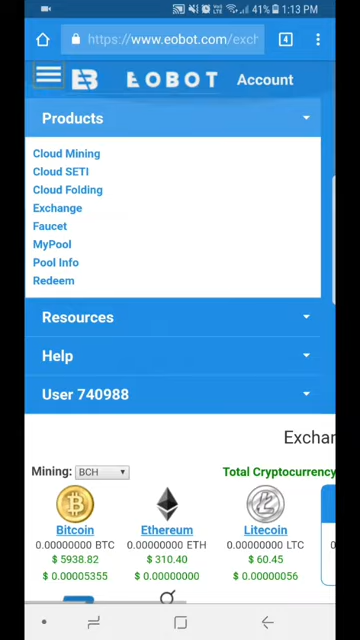 41% 1:13 PM
https://www.eobot.com/exch
4
EB EOBOT Account
Products
Cloud Mining
Cloud SETI
Cloud Folding
Exchange
Faucet
MyPool
Pool Info
Redeem
Resources
Help
User 740988
Exchan
Mining: BCH
Total Cryptocurrency
Bitcoin Ethereum Litecoin
0.00000000 BTC 0.00000000 ETH 0.00000000 LTC 0.
$ 5938.82 $ 310.40 $ 60.45
$ 0.00005355 $ 0.00000000 $ 0.00000056